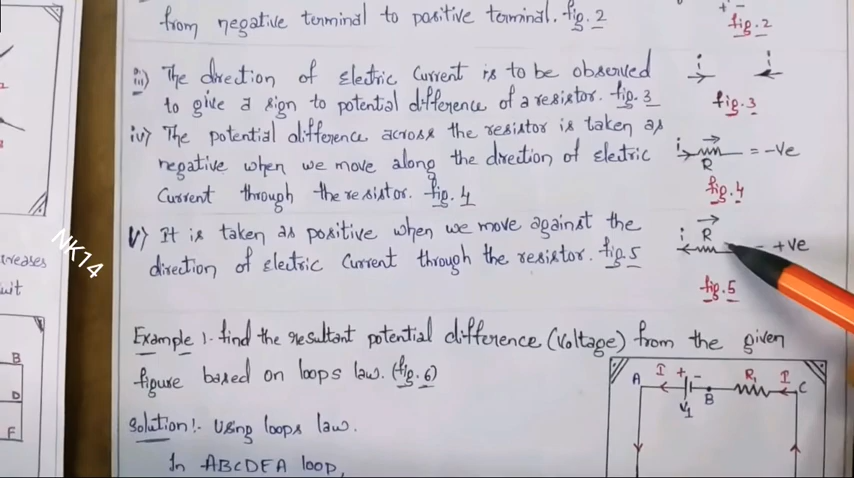 from negative terminal to positive terminal. fig.2
+ -
fig.2
iii) The direction of Electric Current is to be observed
to give a sign to potential difference of a resistor. fig.3
i i
fig.3
iv) The potential difference across the resistor is taken as
negative when we move along the direction of electric
Current through the resistor. fig.4
i R = -ve
fig.4
v) It is taken as positive when we move against the
direction of electric Current through the resistor. fig.5
i R = +ve
fig.5
Example 1. find the resultant potential difference (Voltage) from the given
figure based on loops law. (fig.6)
Solution:- Using loops law.
In ABCDEA loop,
A I + - V1 B R1 I C
NK14
creases
uit
B
D
F